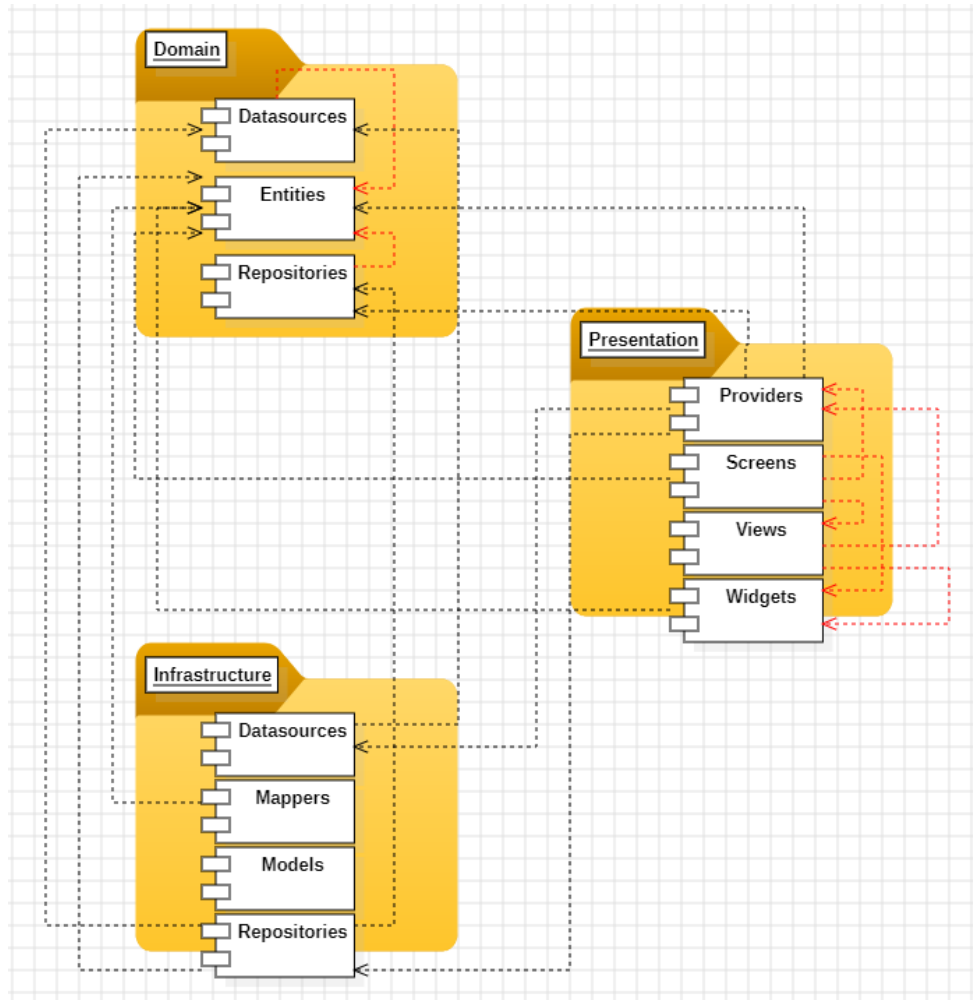 Domain
Datasources
Entities
Repositories
Presentation
Providers
Screens
Views
Widgets
Infrastructure
Datasources
Mappers
Models
Repositories